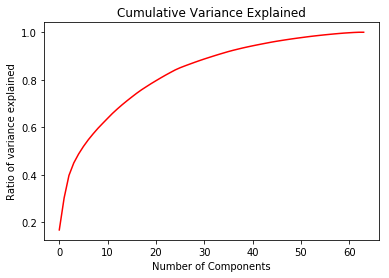 Cumulative Variance Explained
Ratio of variance explained
1.0
0.8
0.6
0.4
0.2
0 10 20 30 40 50 60
Number of Components